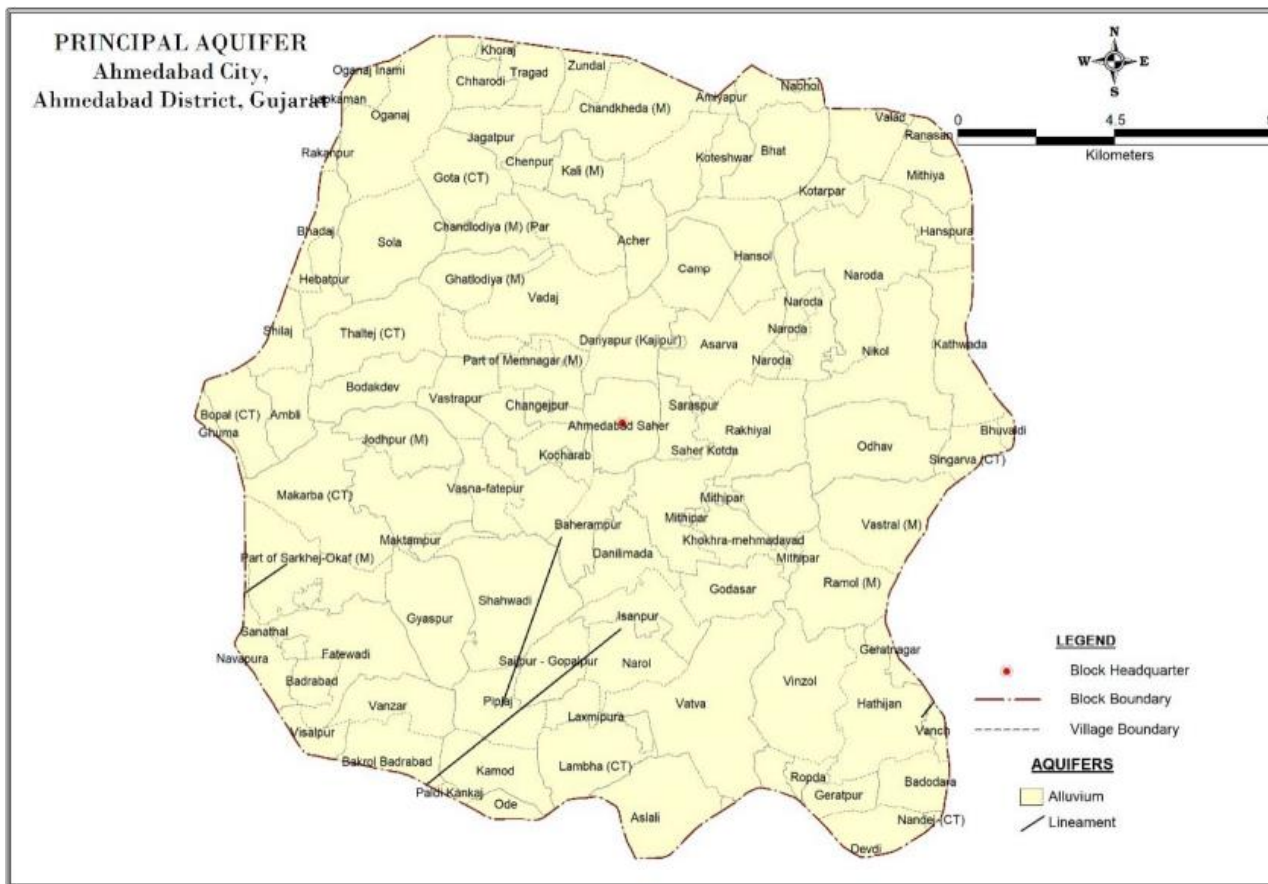 PRINCIPAL AQUIFER
Ahmedabad City,
Ahmedabad District, Gujarat
N
W E
S
0 4.5
Kilometers
Khoraj
Oganaj Inami
Chharodi
Tragad
Zundal
Chandkheda (M)
Amiyapur
Nabhoi
Oganaj
Valad
Ranasan
Jagatpur
Rakanpur
Chenpur
Kali (M)
Koteshwar
Bhat
Gota (CT)
Mithiya
Kotarpar
Chandlodiya (M) (Par
Bhadaj
Sola
Acher
Hanspura
Hansol
Camp
Hebatpur
Ghatlodiya (M)
Naroda
Vadaj
Naroda
Shilaj
Thaltej (CT)
Dariyapur (Kajipur)
Asarva
Naroda
Kathwada
Nikol
Part of Memnagar (M)
Naroda
Bodakdev
Vastrapur
Changejpur
Saraspur
Bopal (CT)
Ambli
Ahmedabad Saher
Rakhiyal
Bhuvaldi
Ghuma
Jodhpur (M)
Odhav
Kocharab
Saher Kotda
Singarva (CT)
Makarba (CT)
Vasna-fatepur
Mithipar
Baherampur
Mithipar
Vastral (M)
Maktampur
Khokhra-mehmadavad
Part of Sarkhej-Okaf (M)
Danilimada
Mithipar
Godasar
Ramol (M)
Shahwadi
Gyaspur
Isanpur
Sanathal
Geratnagar
Navapura
Fatewadi
Saijpur - Gopalpur
Narol
Badrabad
Vinzol
Piplaj
Vanzar
Vatva
Hathijan
Laxmipura
Visalpur
Vanch
Bakrol Badrabad
Kamod
Lambha (CT)
Ropda
Badodara
Paldi Kankaj
Ode
Geratpur
Aslali
Nandej (CT)
Devdi
LEGEND
Block Headquarter
Block Boundary
Village Boundary
AQUIFERS
Alluvium
Lineament